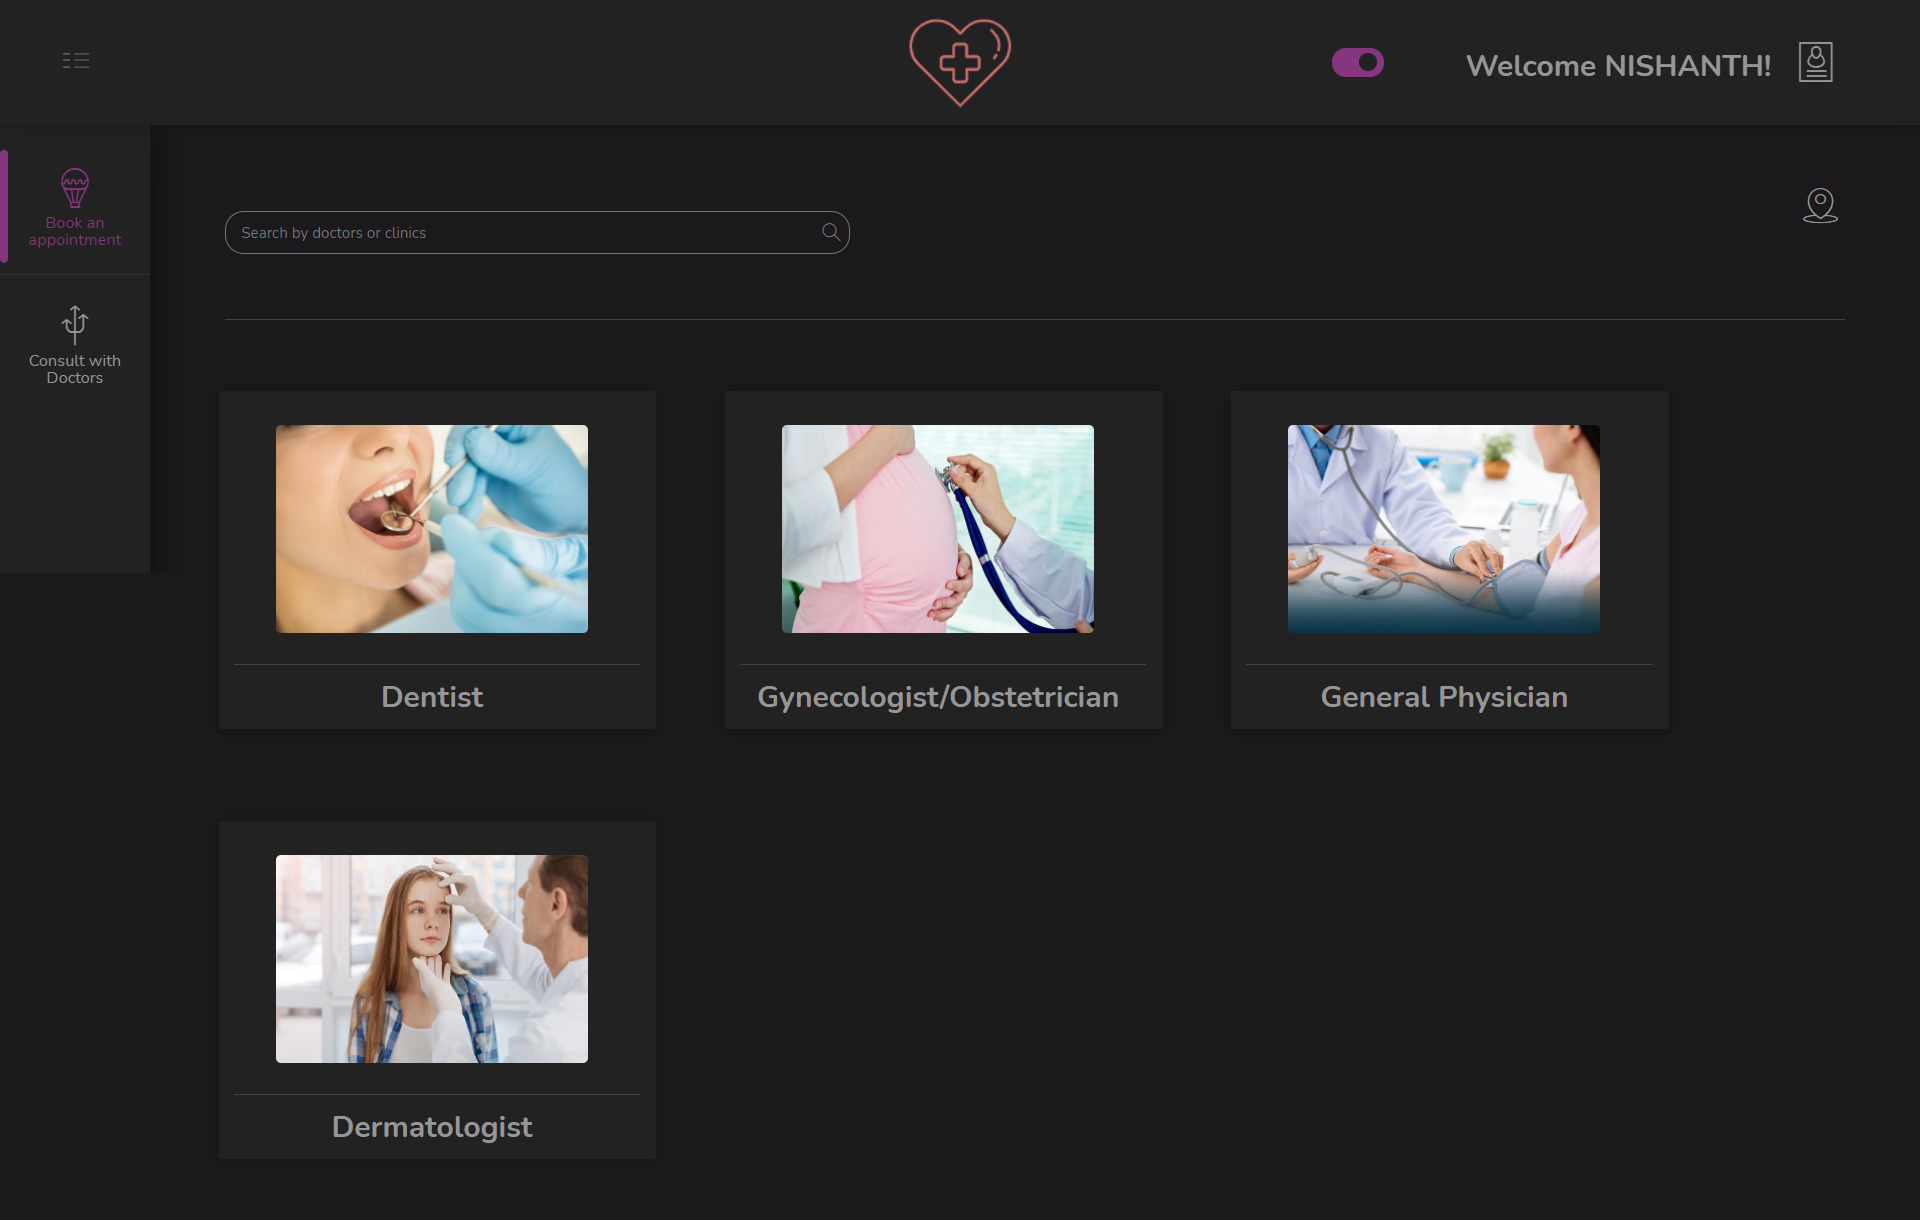 Welcome NISHANTH!
Book an
appointment
Consult with
Doctors
Search by doctors or clinics
Dentist
Gynecologist/Obstetrician
General Physician
Dermatologist